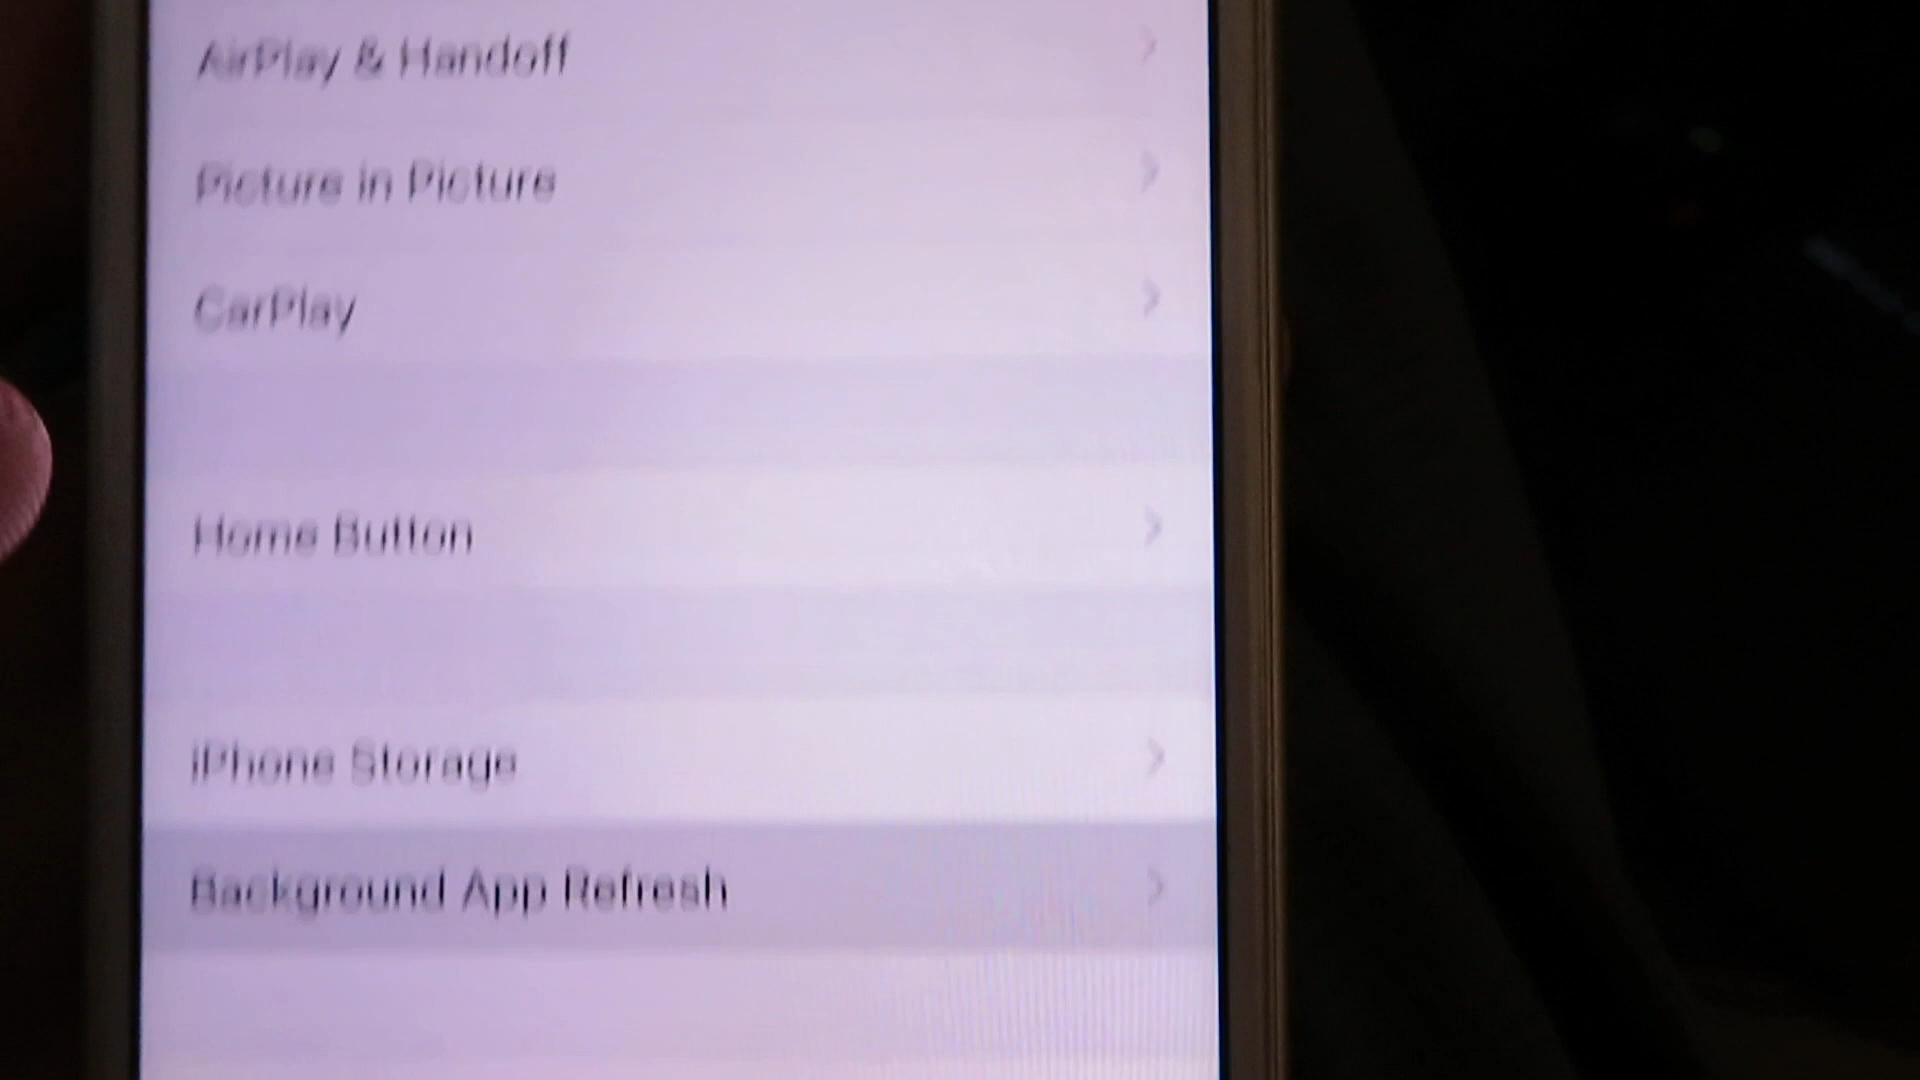 AirPlay & Handoff
Picture in Picture
CarPlay
Home Button
iPhone Storage
Background App Refresh